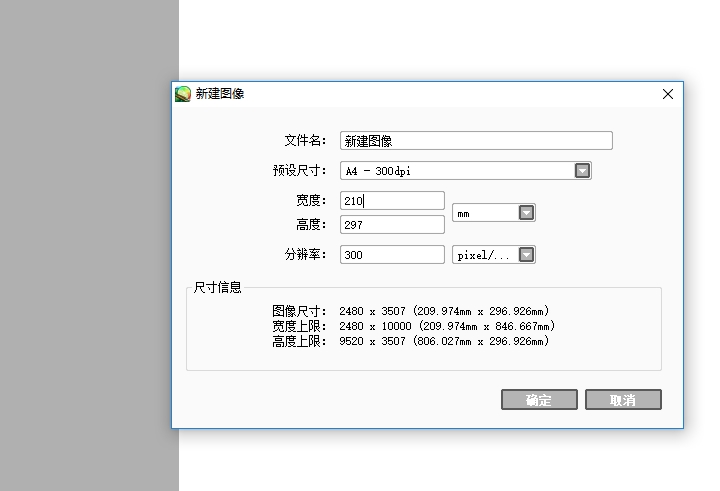 新建图像
文件名： 新建图像
预设尺寸： A4 - 300dpi
宽度： 210
mm
高度： 297
分辨率： 300 pixel/...
尺寸信息
图像尺寸： 2480 x 3507 (209.974mm x 296.926mm)
宽度上限： 2480 x 10000 (209.974mm x 846.667mm)
高度上限： 9520 x 3507 (806.027mm x 296.926mm)
确定 取消